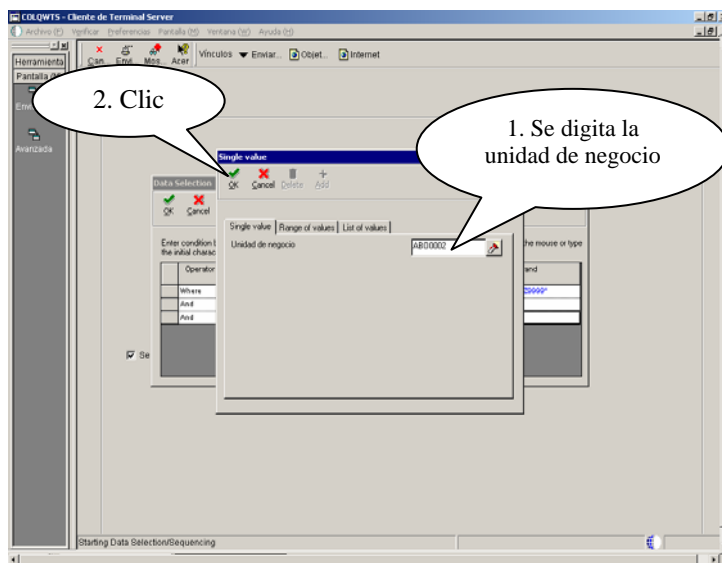 COLQWTS - Cliente de Terminal Server
Archivo (F) Verificar Preferencias Pantalla (M) Ventana (W) Ayuda (H)
Herramienta
Pantalla
Can... Envi... Mos... Acer
Vínculos Enviar... Objet... Internet
Avanzada
2. Clic
1. Se digita la
unidad de negocio
Data Selection
OK Cancel
Single value
OK Cancel Delete Add
Single value Range of values List of values
Unidad de negocio AB00002
Enter condition
the mouse or type
the initial charac
Operator
and
Where
Z9999"
And
And
Se
Starting Data Selection/Sequencing